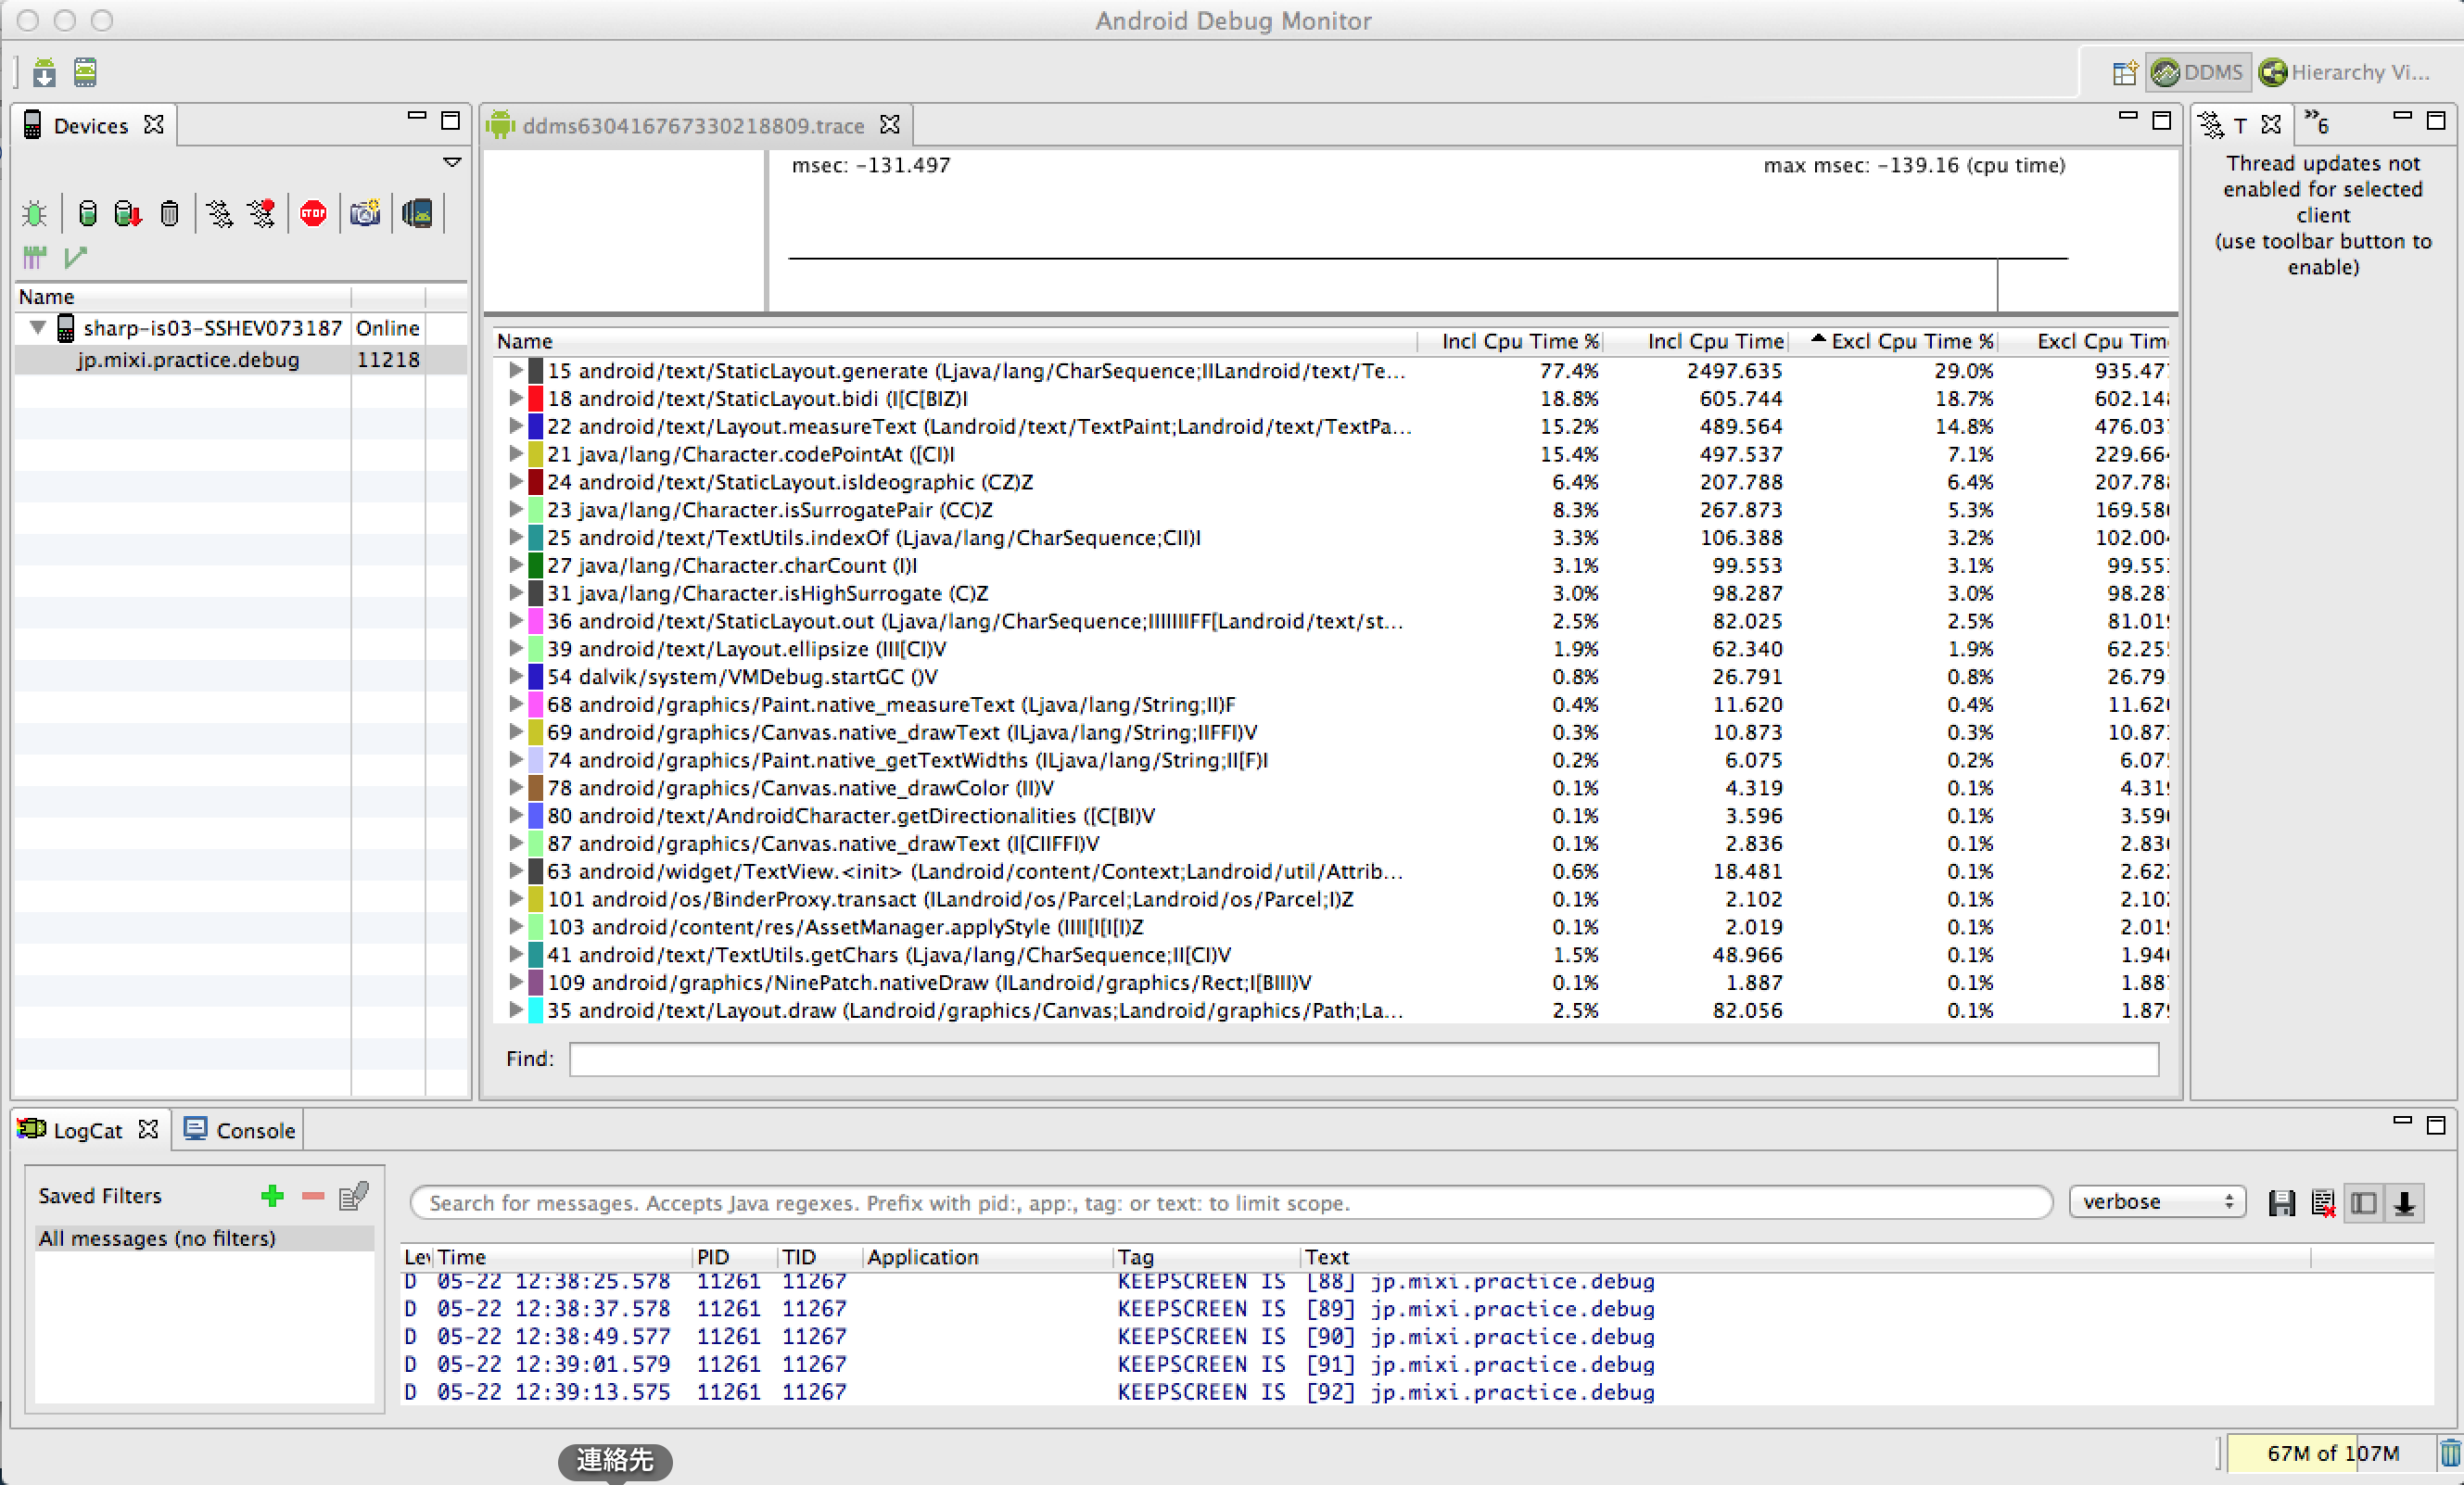 Android Debug Monitor
DDMS
Hierarchy Vi...
Devices
ddms6304167673302188​09.trace
T
»6
STOP
msec: -131.497
max msec: -139.16 (cpu time)
Thread updates not
enabled for selected
client
(use toolbar button to
enable)
Name
sharp-is03-SSHEV073187 Online
jp.mixi.practice.debug 11218
Name Incl Cpu Time % Incl Cpu Time Excl Cpu Time % Excl Cpu Tim
15 android/text/StaticLayout.generate (Ljava/lang/CharSequence;IILandroid/text/Te... 77.4% 2497.635 29.0% 935.47
18 android/text/StaticLayout.bidi (I[C[BIZ)I 18.8% 605.744 18.7% 602.14
22 android/text/Layout.measureText (Landroid/text/TextPaint;Landroid/text/TextPa... 15.2% 489.564 14.8% 476.03
21 java/lang/Character.codePointAt ([CI)I 15.4% 497.537 7.1% 229.66
24 android/text/StaticLayout.isIdeographic (CZ)Z 6.4% 207.788 6.4% 207.78
23 java/lang/Character.isSurrogatePair (CC)Z 8.3% 267.873 5.3% 169.58
25 android/text/TextUtils.indexOf (Ljava/lang/CharSequence;CII)I 3.3% 106.388 3.2% 102.00
27 java/lang/Character.charCount (I)I 3.1% 99.553 3.1% 99.55
31 java/lang/Character.isHighSurrogate (C)Z 3.0% 98.287 3.0% 98.28
36 android/text/StaticLayout.out (Ljava/lang/CharSequence;IIIIIIIFF[Landroid/text/st... 2.5% 82.025 2.5% 81.01
39 android/text/Layout.ellipsize (III[CI)V 1.9% 62.340 1.9% 62.25
54 dalvik/system/VMDebug.startGC ()V 0.8% 26.791 0.8% 26.79
68 android/graphics/Paint.native_measureText (Ljava/lang/String;II)F 0.4% 11.620 0.4% 11.62
69 android/graphics/Canvas.native_drawText (ILjava/lang/String;IIFFI)V 0.3% 10.873 0.3% 10.87
74 android/graphics/Paint.native_getTextWidths (ILjava/lang/String;II[F)I 0.2% 6.075 0.2% 6.07
78 android/graphics/Canvas.native_drawColor (II)V 0.1% 4.319 0.1% 4.31
80 android/text/AndroidCharacter.getDirectionalities ([C[BI)V 0.1% 3.596 0.1% 3.59
87 android/graphics/Canvas.native_drawText (I[CIIFFI)V 0.1% 2.836 0.1% 2.83
63 android/widget/TextView.<init> (Landroid/content/Context;Landroid/util/Attrib... 0.6% 18.481 0.1% 2.62
101 android/os/BinderProxy.transact (ILandroid/os/Parcel;Landroid/os/Parcel;I)Z 0.1% 2.102 0.1% 2.10
103 android/content/res/AssetManager.applyStyle (IIII[I[I[I)Z 0.1% 2.019 0.1% 2.01
41 android/text/TextUtils.getChars (Ljava/lang/CharSequence;II[CI)V 1.5% 48.966 0.1% 1.94
109 android/graphics/NinePatch.nativeDraw (ILandroid/graphics/Rect;I[BIII)V 0.1% 1.887 0.1% 1.88
35 android/text/Layout.draw (Landroid/graphics/Canvas;Landroid/graphics/Path;La... 2.5% 82.056 0.1% 1.87
Find:
LogCat
Console
Saved Filters
All messages (no filters)
Search for messages. Accepts Java regexes. Prefix with pid:, app:, tag: or text: to limit scope.
verbose
Lev Time PID TID Application Tag Text
D 05-22 12:38:25.578 11261 11267 KEEPSCREEN IS [88] jp.mixi.practice.debug
D 05-22 12:38:37.578 11261 11267 KEEPSCREEN IS [89] jp.mixi.practice.debug
D 05-22 12:38:49.577 11261 11267 KEEPSCREEN IS [90] jp.mixi.practice.debug
D 05-22 12:39:01.579 11261 11267 KEEPSCREEN IS [91] jp.mixi.practice.debug
D 05-22 12:39:13.575 11261 11267 KEEPSCREEN IS [92] jp.mixi.practice.debug
連絡先
67M of 107M